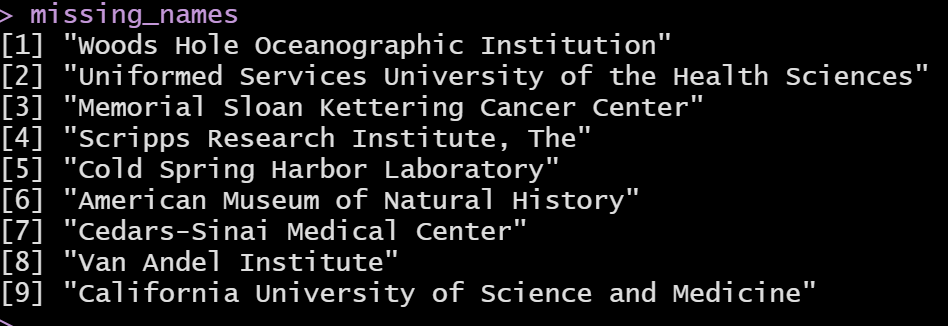 > missing_names
[1] "Woods Hole Oceanographic Institution"
[2] "Uniformed Services University of the Health Sciences"
[3] "Memorial Sloan Kettering Cancer Center"
[4] "Scripps Research Institute, The"
[5] "Cold Spring Harbor Laboratory"
[6] "American Museum of Natural History"
[7] "Cedars-Sinai Medical Center"
[8] "Van Andel Institute"
[9] "California University of Science and Medicine"